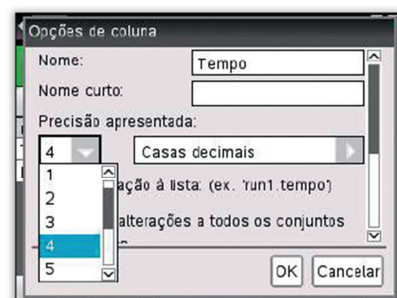 Opções de coluna
Nome: Tempo
Nome curto:
Precisão apresentada:
4 Casas decimais
1
2
3
4
5
ação à lista: (ex. 'run1.tempo')
alterações a todos os conjuntos
OK Cancelar